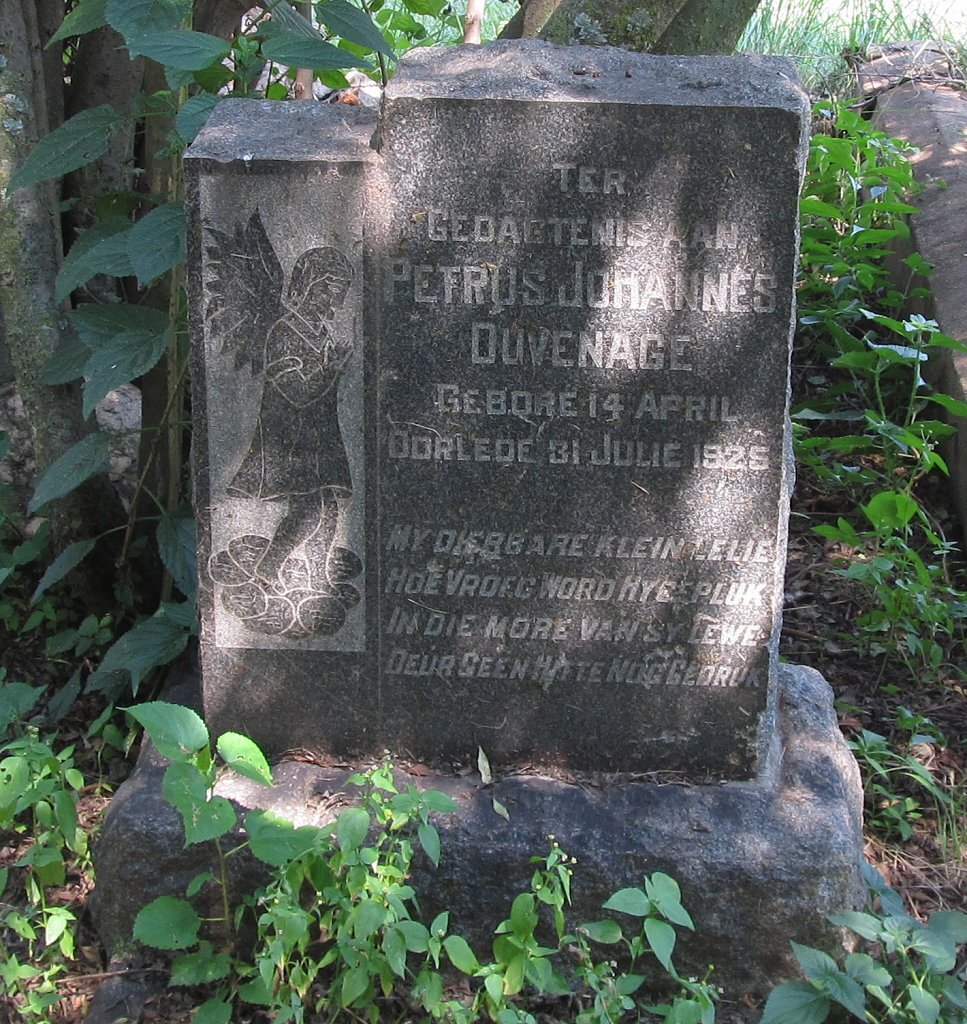 TER
GEDAGTENIS AAN
PETRUS JOHANNES
DUVENAGE
GEBORE 14 APRIL
OORLEDE 31 JULIE 1925
MY DIERBARE KLEIN LELIE
HOE VROEG WORD HY GEPLUK
IN DIE MÔRE VAN SY LEWE
DEUR GEEN HITTE NOG GEDRUK